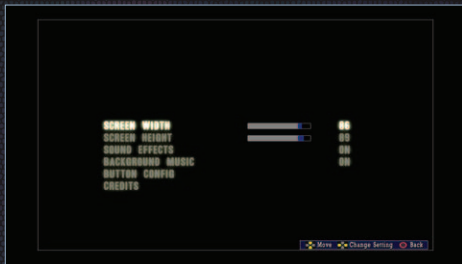 SCREEN WIDTH 86
SCREEN HEIGHT 89
SOUND EFFECTS ON
BACKGROUND MUSIC ON
BUTTON CONFIG
CREDITS
Move Change Setting Back